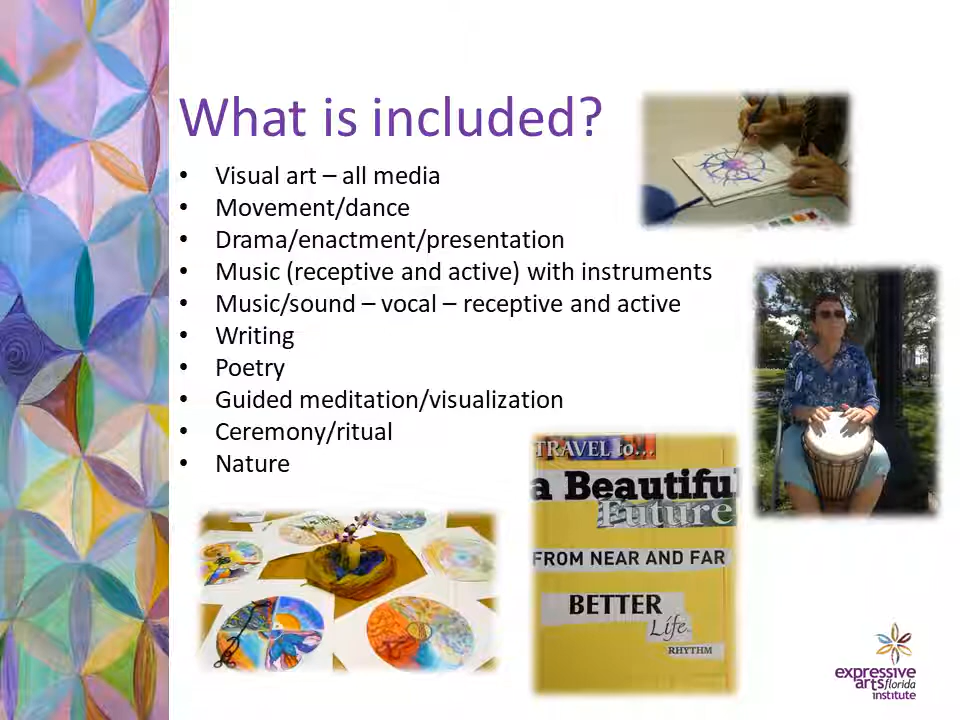 What is included?
• Visual art – all media
• Movement/dance
• Drama/enactment/presentation
• Music (receptive and active) with instruments
• Music/sound – vocal – receptive and active
• Writing
• Poetry
• Guided meditation/visualization
• Ceremony/ritual
• Nature
TRAVEL to...
a Beautiful
Future
FROM NEAR AND FAR
BETTER
Life
RHYTHM
expressive
arts florida
institute